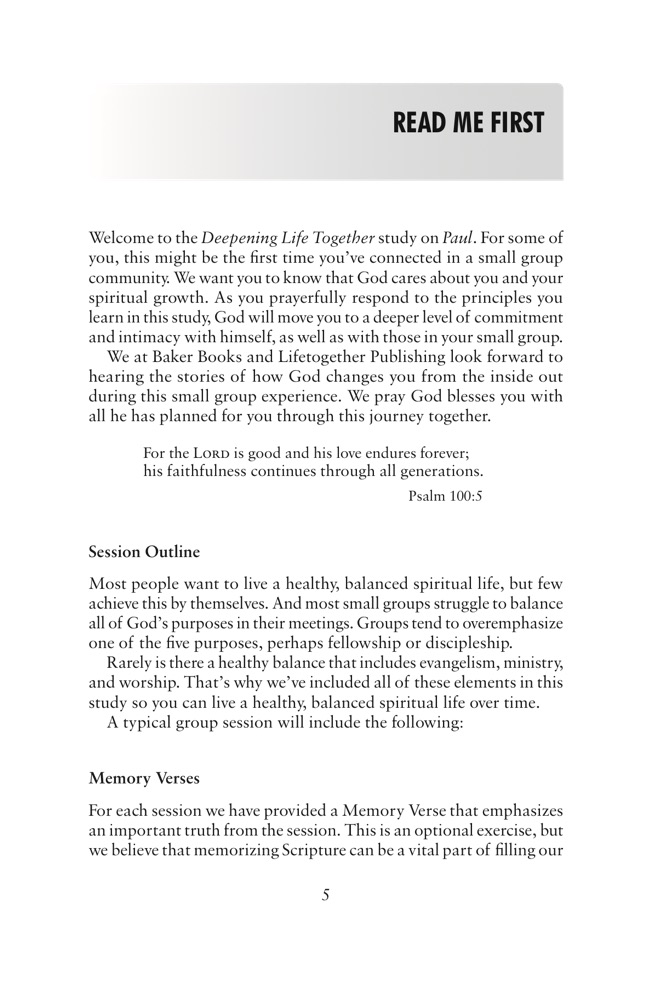 READ ME FIRST
Welcome to the Deepening Life Together study on Paul. For some of
you, this might be the first time you’ve connected in a small group
community. We want you to know that God cares about you and your
spiritual growth. As you prayerfully respond to the principles you
learn in this study, God will move you to a deeper level of commitment
and intimacy with himself, as well as with those in your small group.
We at Baker Books and Lifetogether Publishing look forward to
hearing the stories of how God changes you from the inside out
during this small group experience. We pray God blesses you with
all he has planned for you through this journey together.
For the LORD is good and his love endures forever;
his faithfulness continues through all generations.
Psalm 100:5
Session Outline
Most people want to live a healthy, balanced spiritual life, but few
achieve this by themselves. And most small groups struggle to balance
all of God’s purposes in their meetings. Groups tend to overemphasize
one of the five purposes, perhaps fellowship or discipleship.
Rarely is there a healthy balance that includes evangelism, ministry,
and worship. That’s why we’ve included all of these elements in this
study so you can live a healthy, balanced spiritual life over time.
A typical group session will include the following:
Memory Verses
For each session we have provided a Memory Verse that emphasizes
an important truth from the session. This is an optional exercise, but
we believe that memorizing Scripture can be a vital part of filling our
5